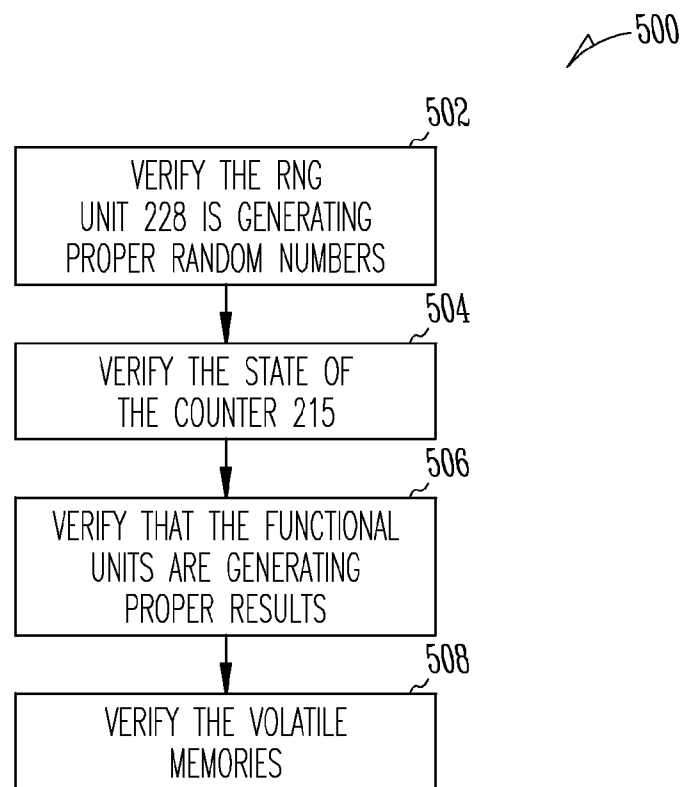 500
502
VERIFY THE RNG
UNIT 228 IS GENERATING
PROPER RANDOM NUMBERS
504
VERIFY THE STATE OF
THE COUNTER 215
506
VERIFY THAT THE FUNCTIONAL
UNITS ARE GENERATING
PROPER RESULTS
508
VERIFY THE VOLATILE
MEMORIES